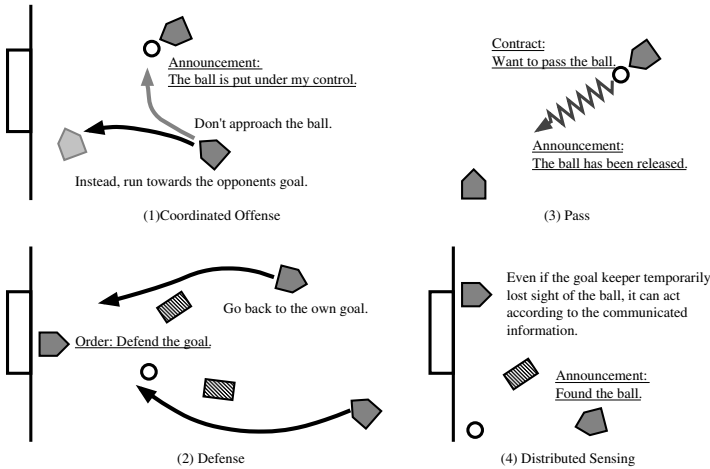 Announcement:
The ball is put under my control.
Don't approach the ball.
Instead, run towards the opponents goal.
(1)Coordinated Offense
Contract:
Want to pass the ball.
Announcement:
The ball has been released.
(3) Pass
Go back to the own goal.
Order: Defend the goal.
(2) Defense
Even if the goal keeper temporarily
lost sight of the ball, it can act
according to the communicated
information.
Announcement:
Found the ball.
(4) Distributed Sensing